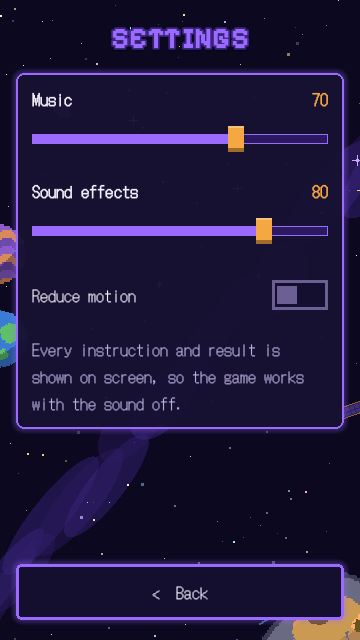 SETTINGS
Music 70
Sound effects 80
Reduce motion
Every instruction and result is
shown on screen, so the game works
with the sound off.
< Back